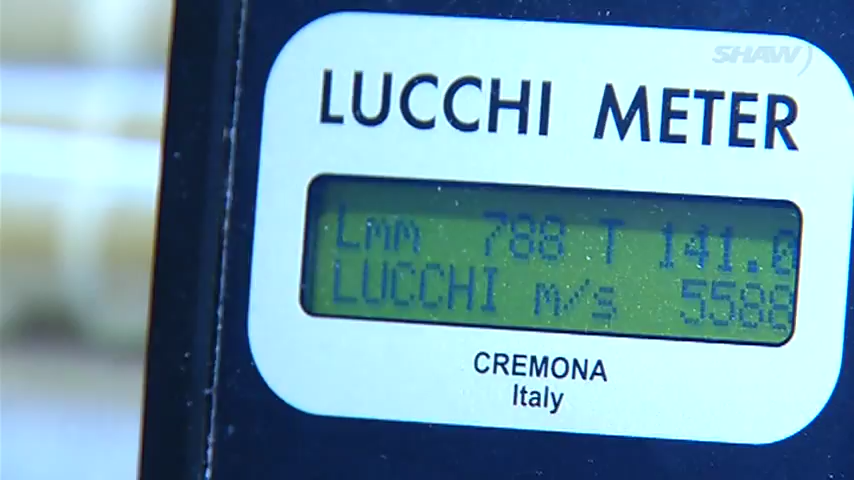 SHAW)
LUCCHI METER
Lmm 788 T 141.0
LUCCHI m/s 5588
CREMONA
Italy